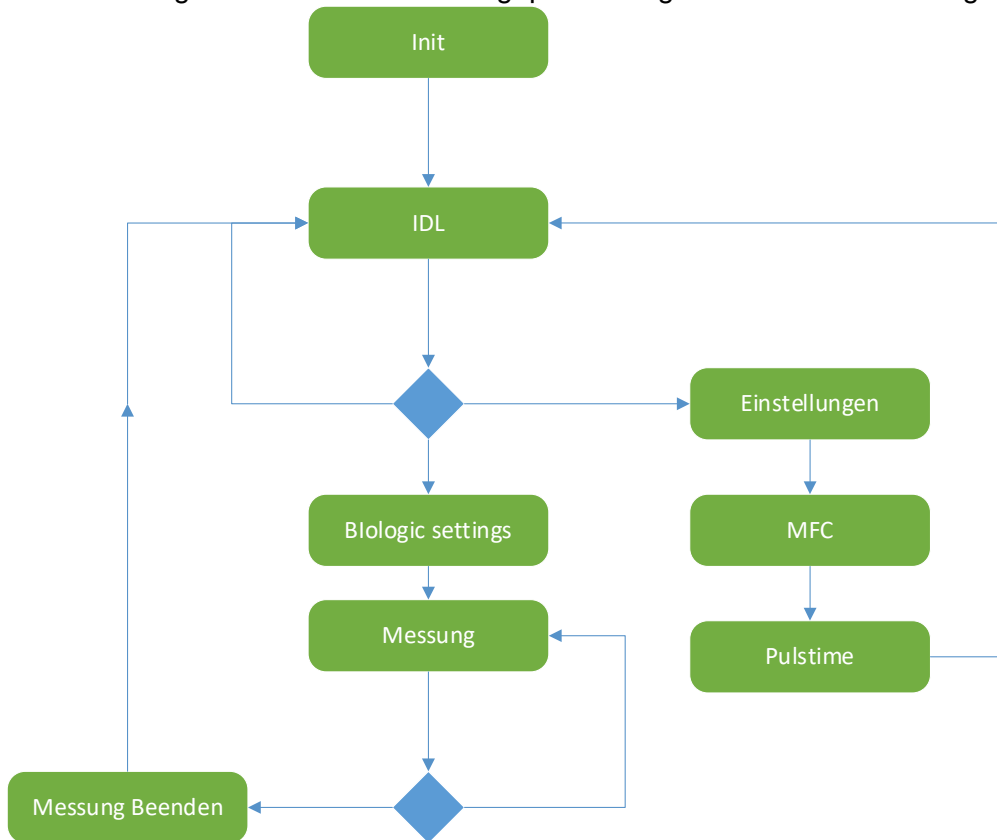 Init
IDL
Einstellungen
BIologic settings
MFC
Messung
Pulstime
Messung Beenden